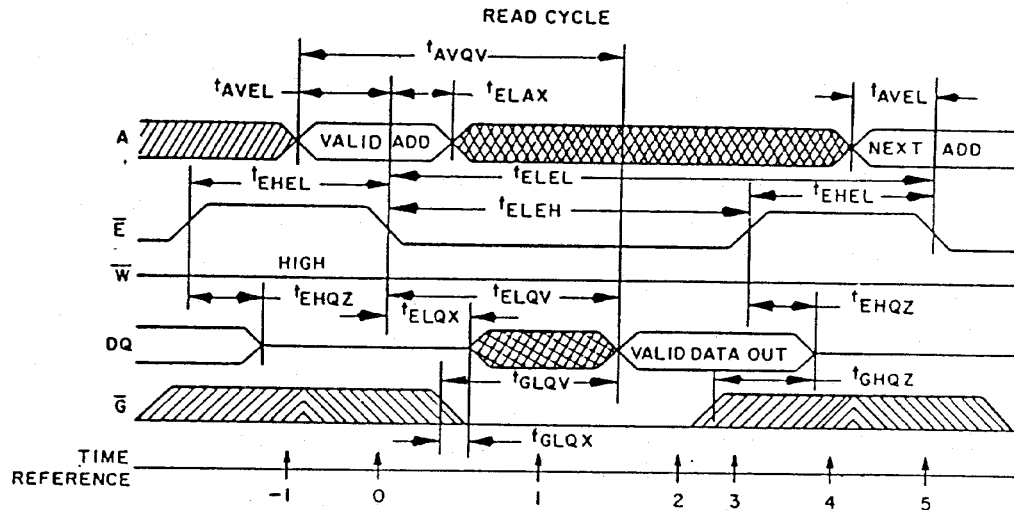 READ CYCLE
tAVQV
tAVEL
tELAX
tAVEL
A
VALID ADD
NEXT ADD
tEHEL
tELEL
tELEH
tEHEL
E
W
HIGH
tEHQZ
tELQV
tEHQZ
tELQX
DQ
VALID DATA OUT
tGLQV
tGHQZ
G
tGLQX
TIME
REFERENCE
-1 0 1 2 3 4 5